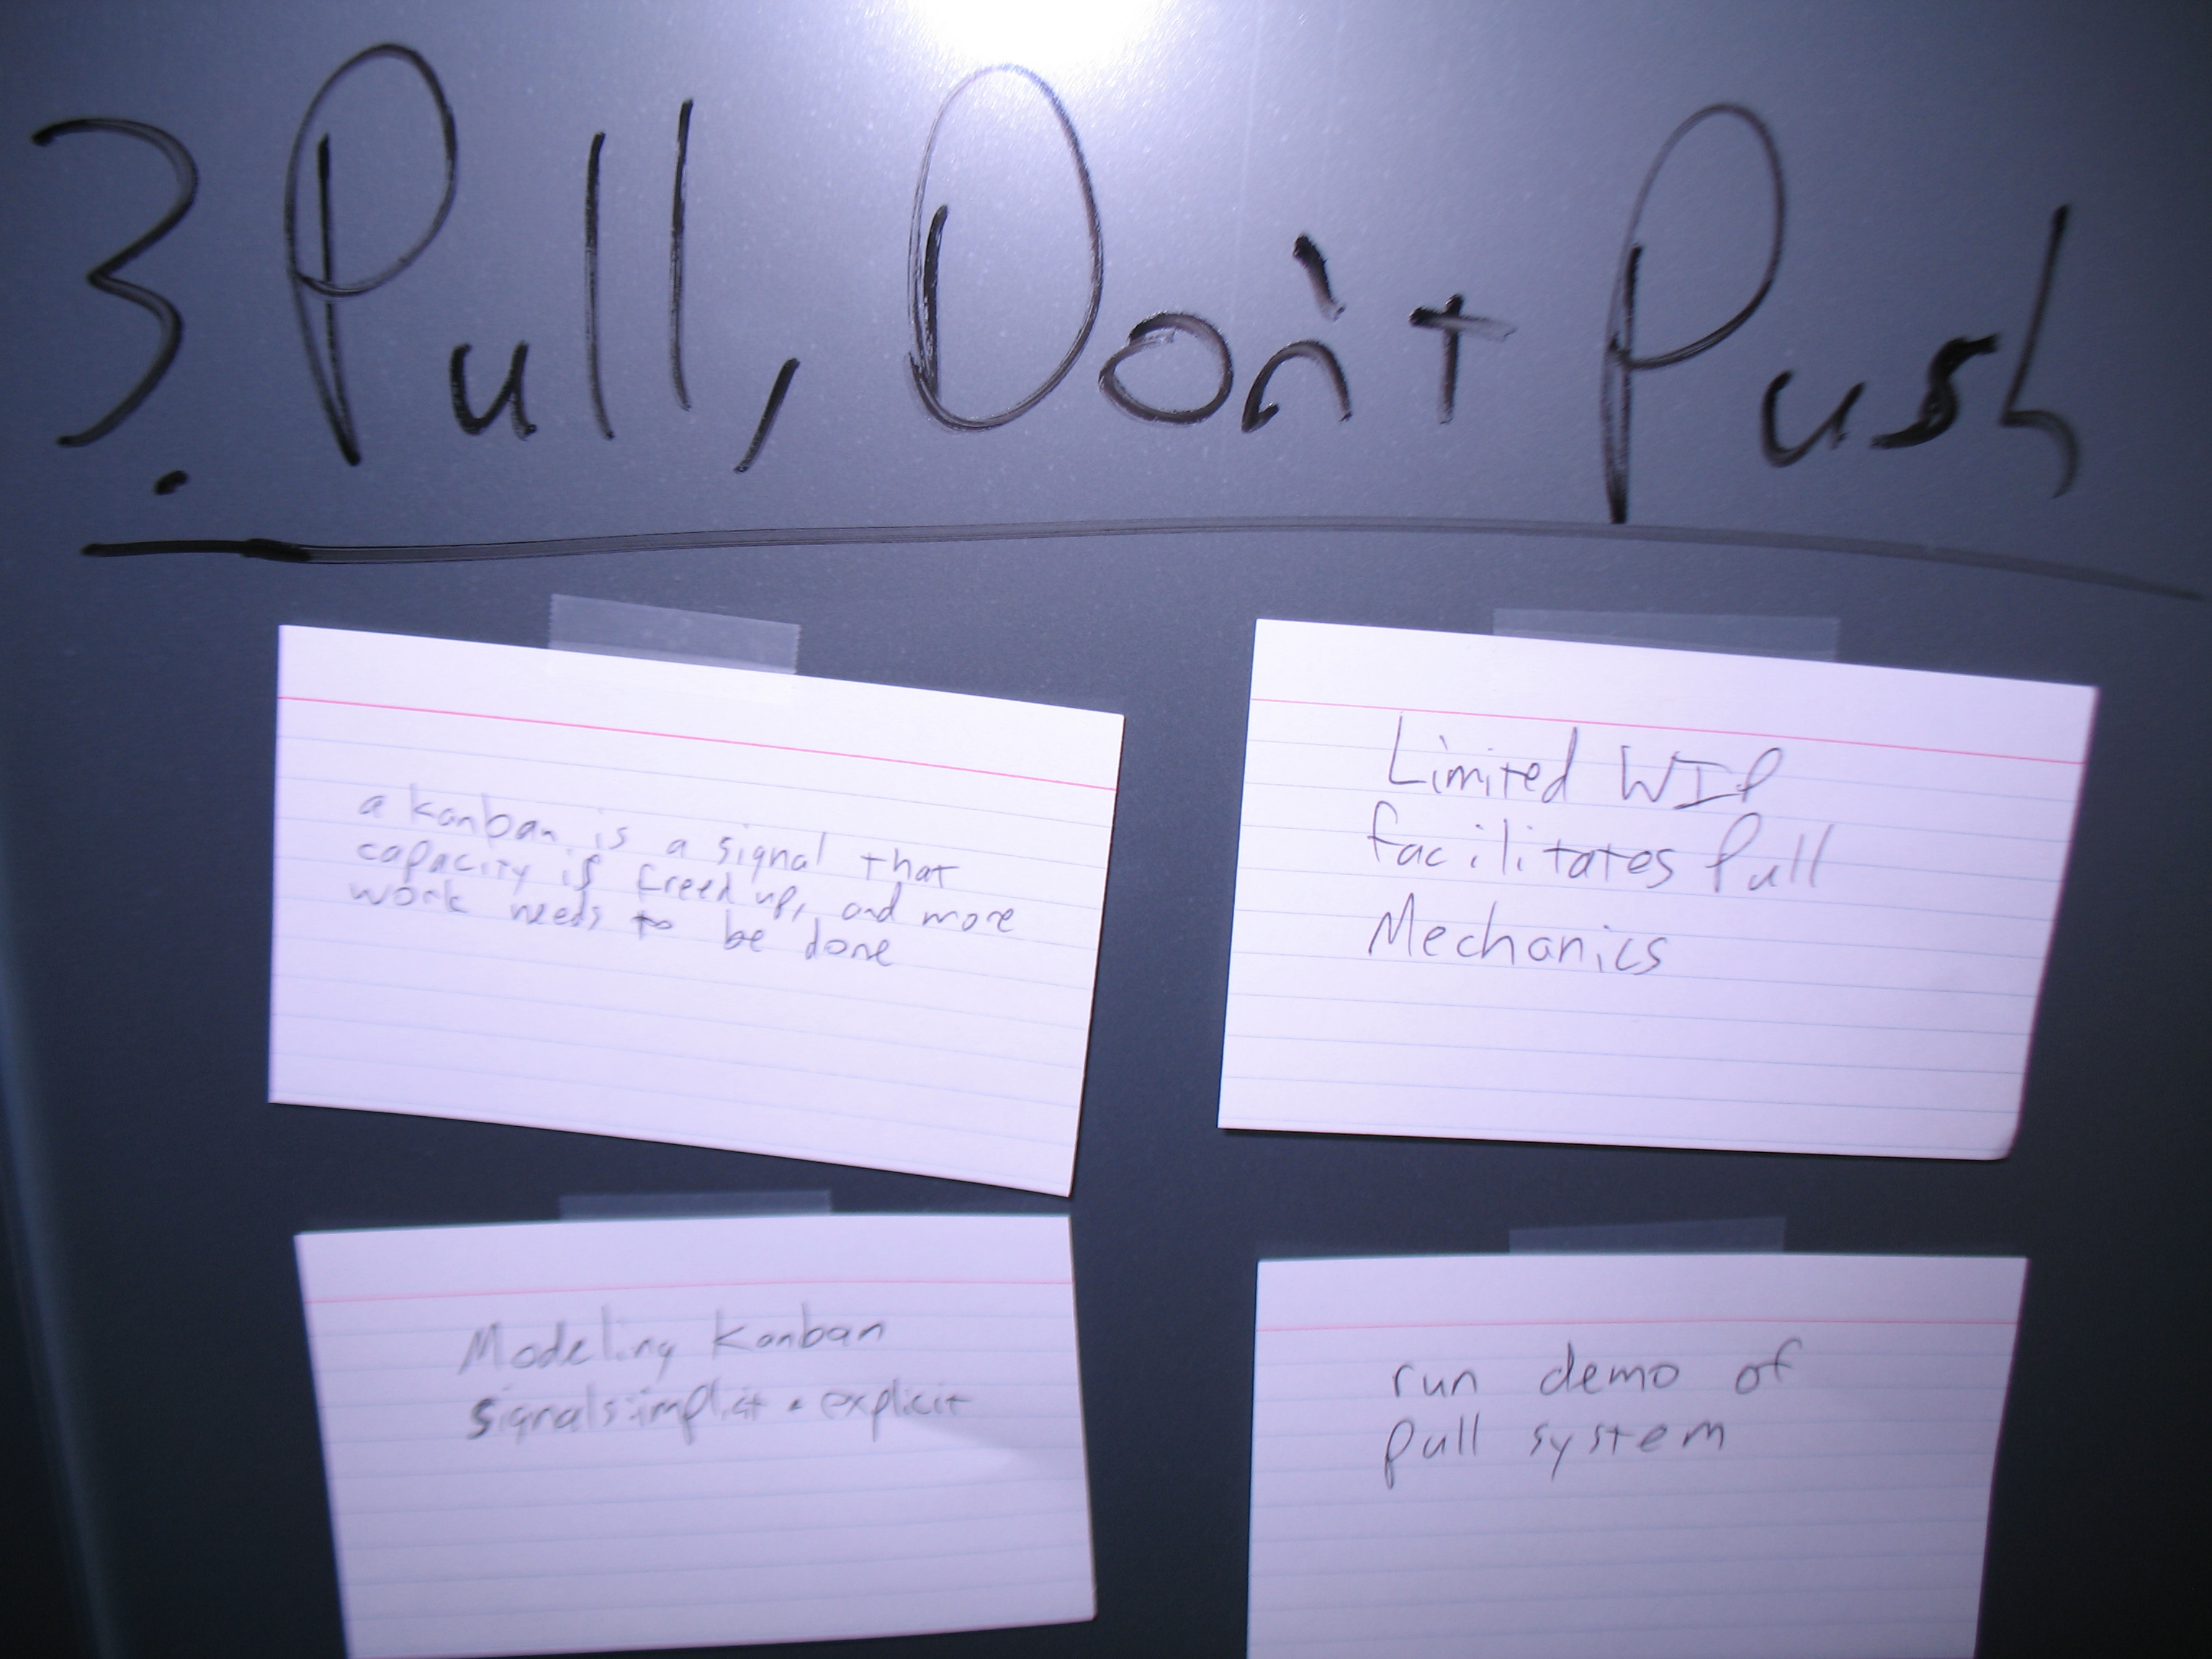 3. Pull, Don't Push
a kanban is a signal that
capacity is freed up, and more
work needs to be done
Limited WIP
facilitates Pull
Mechanics
Modeling Kanban
signals: implicit + explicit
run demo of
pull system